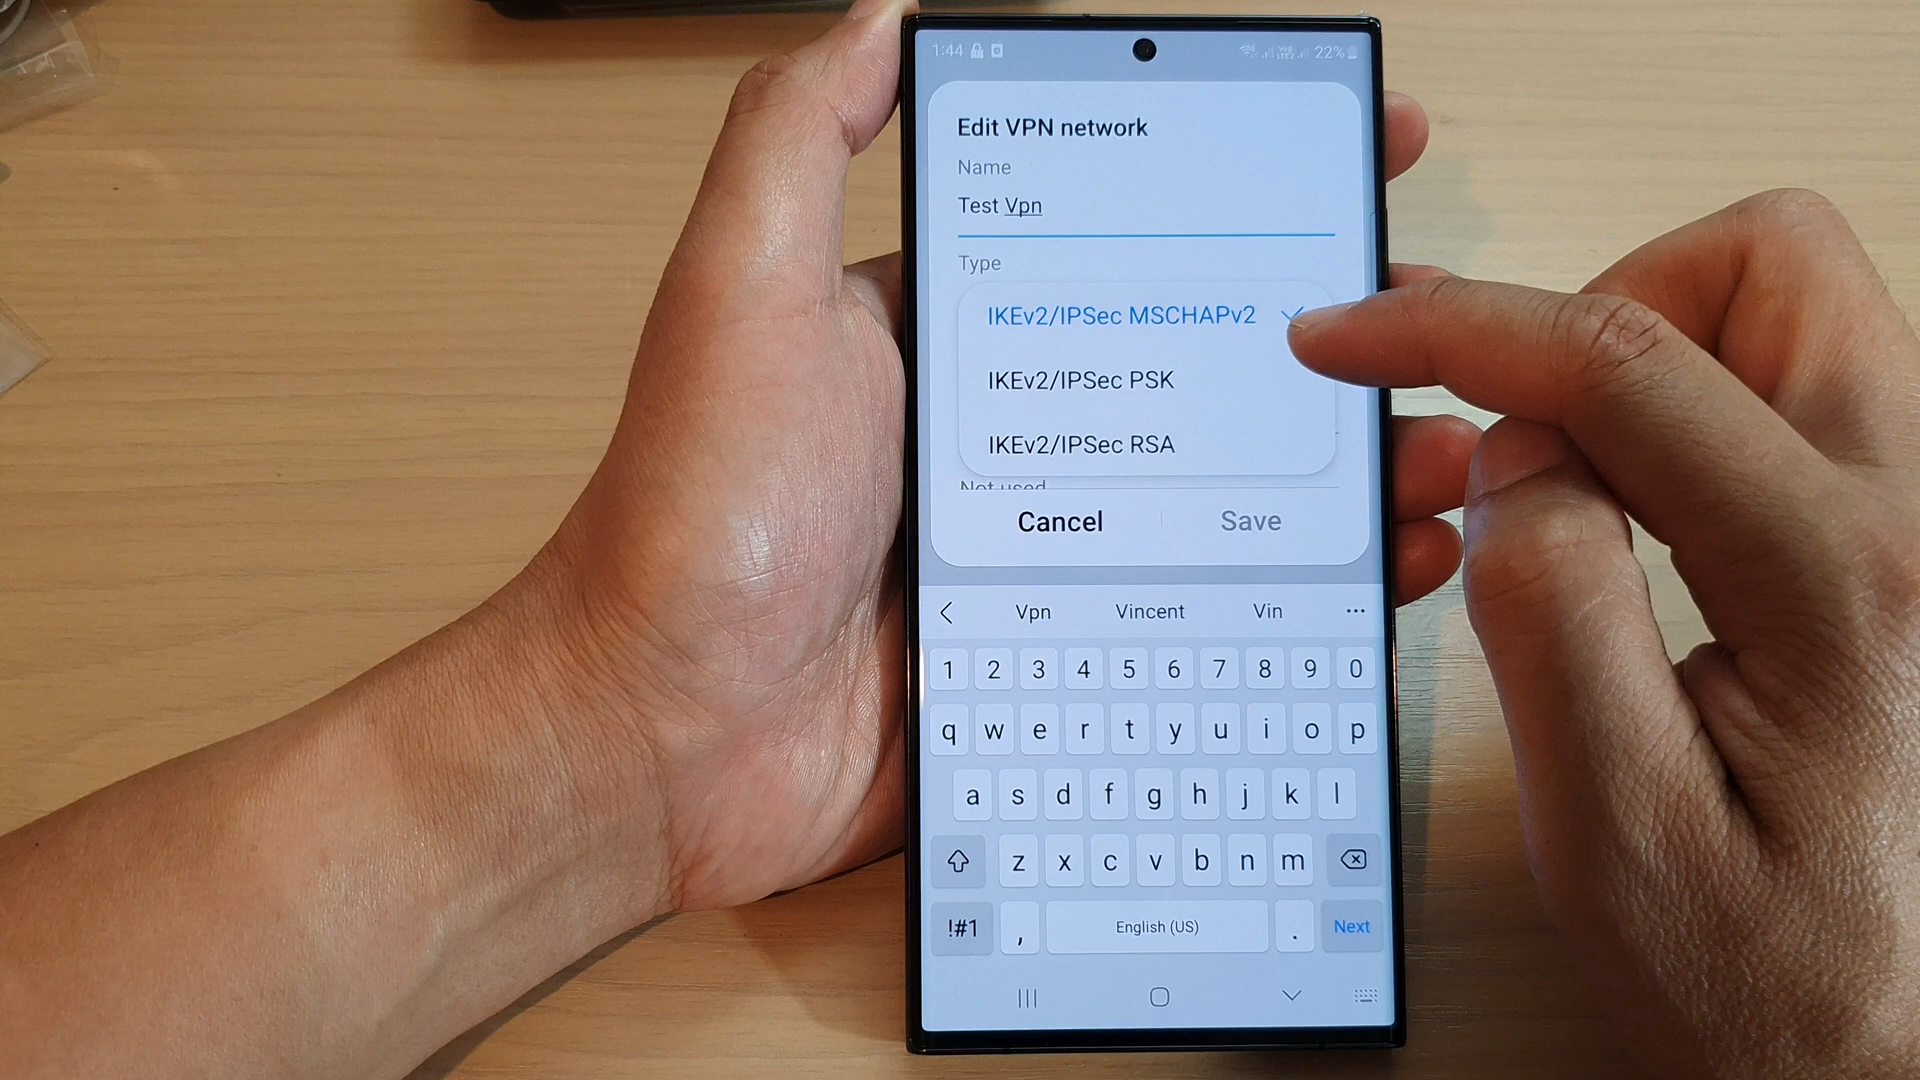 1:44 22%
Edit VPN network
Name
Test Vpn
Type
IKEv2/IPSec MSCHAPv2
IKEv2/IPSec PSK
IKEv2/IPSec RSA
Not used
Cancel Save
Vpn Vincent Vin ...
1 2 3 4 5 6 7 8 9 0
q w e r t y u i o p
a s d f g h j k l
z x c v b n m
!#1 , English (US) . Next